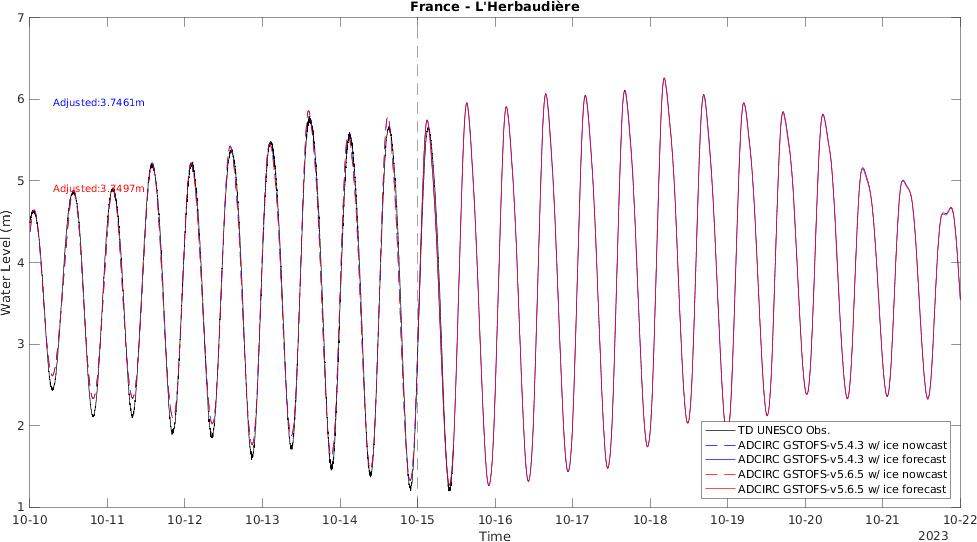 France - L'Herbaudière
7
6
5
4
3
2
1
Water Level (m)
Adjusted:3.7461m
Adjusted:3.7497m
TD UNESCO Obs.
ADCIRC GSTOFS-v5.4.3 w/ ice nowcast
ADCIRC GSTOFS-v5.4.3 w/ ice forecast
ADCIRC GSTOFS-v5.6.5 w/ ice nowcast
ADCIRC GSTOFS-v5.6.5 w/ ice forecast
10-10 10-11 10-12 10-13 10-14 10-15 10-16 10-17 10-18 10-19 10-20 10-21 10-22
Time
2023